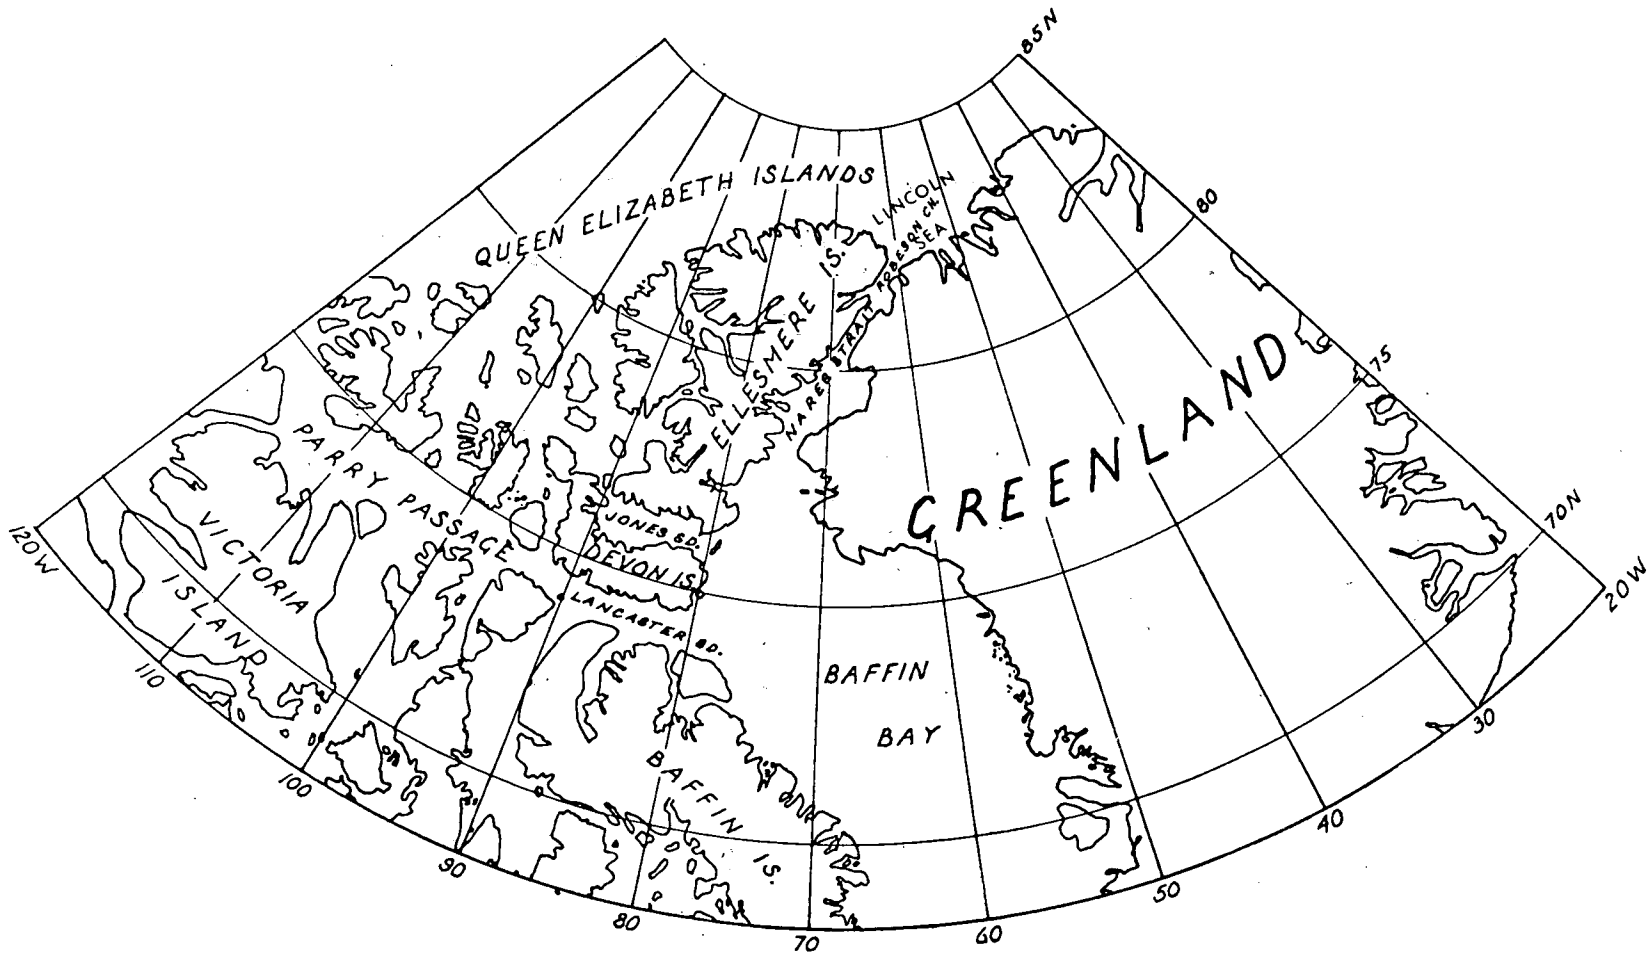 85N
QUEEN ELIZABETH ISLANDS
LINCOLN
SEA
ROBESON CH.
80
ELLESMERE IS.
NARES STRAIT
75
GREENLAND
PARRY PASSAGE
JONES SD.
DEVON IS.
LANCASTER SD.
VICTORIA
ISLAND
BAFFIN
BAY
BAFFIN IS.
70N
120W
110
100
90
80
70
60
50
40
30
20W